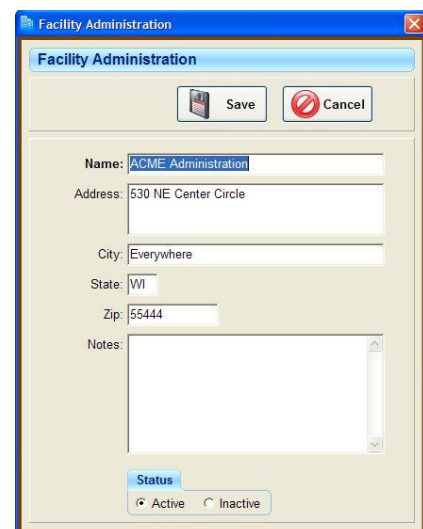 Facility Administration
Facility Administration
Save Cancel
Name: ACME Administration
Address: 530 NE Center Circle
City: Everywhere
State: WI
Zip: 55444
Notes:
Status
Active Inactive